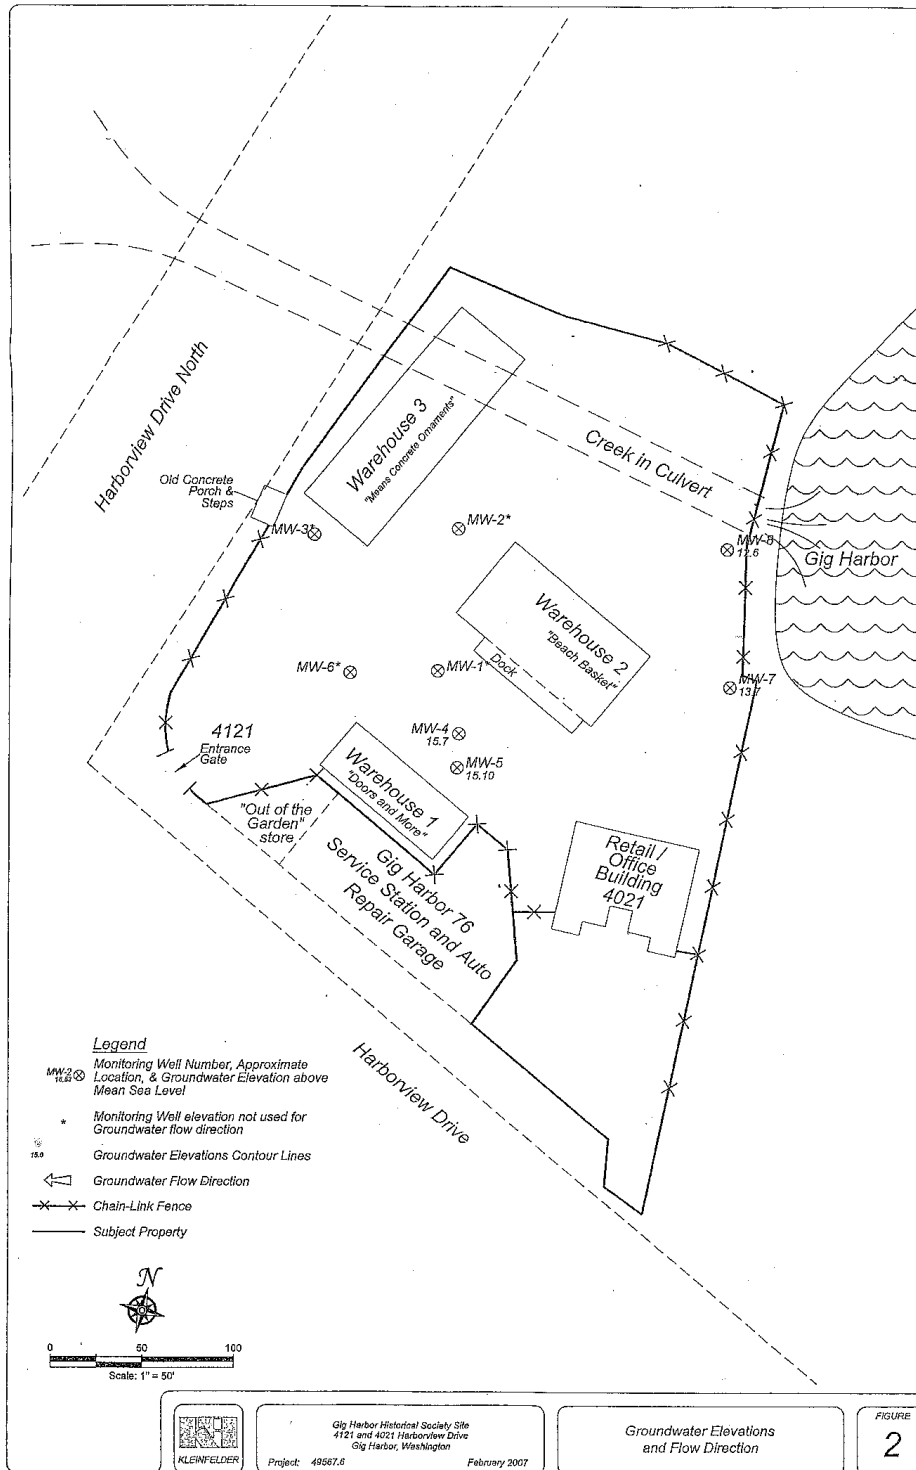 Harborview Drive North
Warehouse 3
"Means Concrete Ornaments"
Creek in Culvert
Old Concrete
Porch &
Steps
MW-3*
MW-2*
MW-8
12.6
Gig Harbor
Warehouse 2
"Beach Basket"
Dock
MW-6*
MW-1*
MW-7
13.7
4121
Entrance
Gate
MW-4
15.7
MW-5
15.10
Warehouse 1
"Doors and More"
"Out of the
Garden"
store
Gig Harbor 76
Service Station and Auto
Repair Garage
Retail /
Office
Building
4021
Harborview Drive
Legend
MW-2
Monitoring Well Number, Approximate
Location, & Groundwater Elevation above
Mean Sea Level
*
Monitoring Well elevation not used for
Groundwater flow direction
15.0
Groundwater Elevations Contour Lines
Groundwater Flow Direction
Chain-Link Fence
Subject Property
N
0 50 100
Scale: 1" = 50'
KLEINFELDER
Gig Harbor Historical Society Site
4121 and 4021 Harborview Drive
Gig Harbor, Washington
Project: 49567.6 February 2007
Groundwater Elevations
and Flow Direction
FIGURE
2